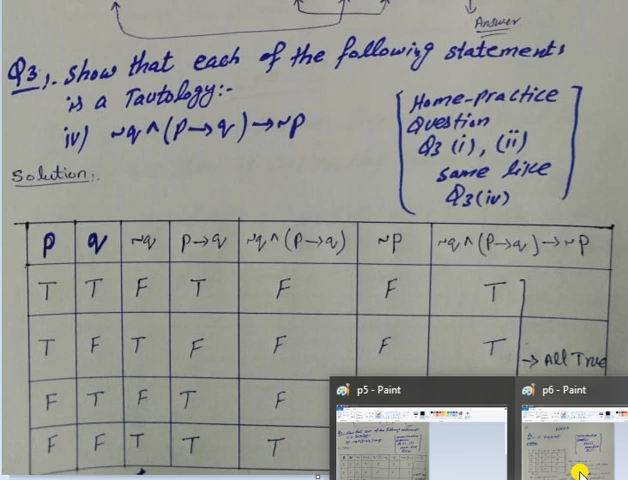 Answer
Q3,. Show that each of the following statements
is a Tautology:-
iv) ~q ^ (P→q) →~P
[Home-Practice
Question
Q3 (i), (ii)
same like
Q3(iv)]
Solution:.
P q ~q P→q ~q ^ (P→q) ~P ~q ^ (P→q) →~P
T T F T F F T
T F T F F F T
→ All True
F T F T F
F F T T T
p5 - Paint
p6 - Paint